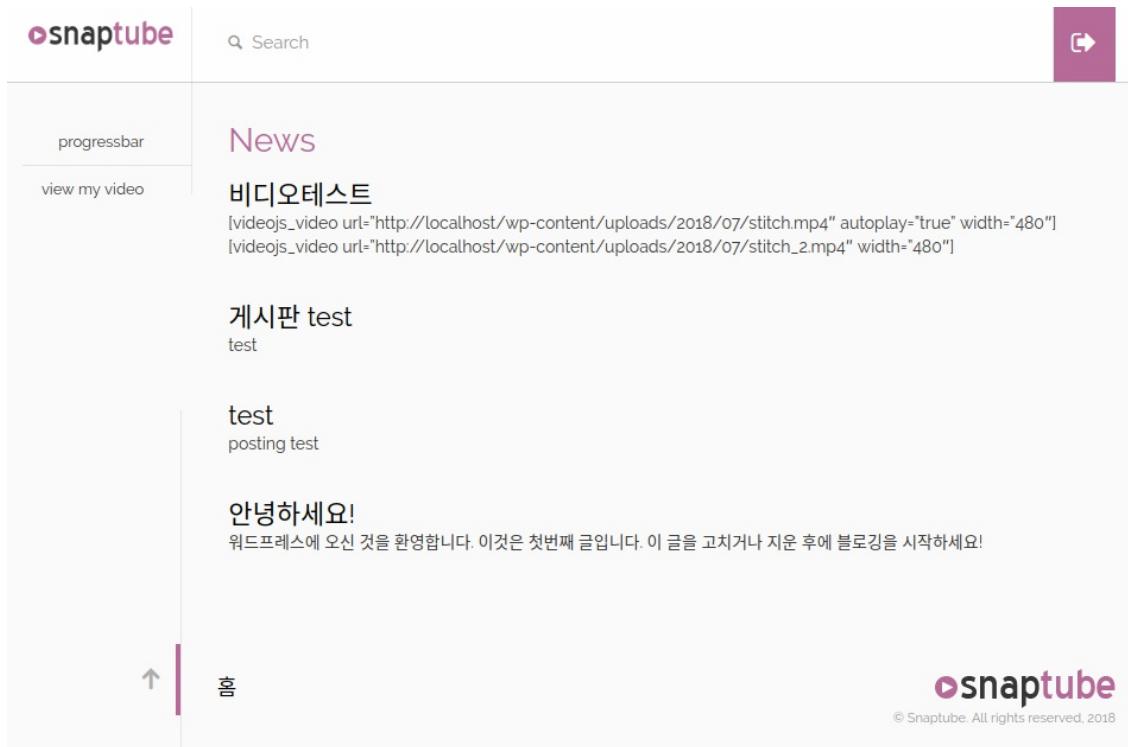 snaptube
Search
progressbar
view my video
News
비디오테스트
[videojs_video url=”http://localhost/wp-content/uploads/2018/07/stitch.mp4″ autoplay=”true” width=”480″]
[videojs_video url=”http://localhost/wp-content/uploads/2018/07/stitch_2.mp4″ width=”480″]
게시판 test
test
test
posting test
안녕하세요!
워드프레스에 오신 것을 환영합니다. 이것은 첫번째 글입니다. 이 글을 고치거나 지운 후에 블로깅을 시작하세요!
홈
snaptube
© Snaptube. All rights reserved, 2018